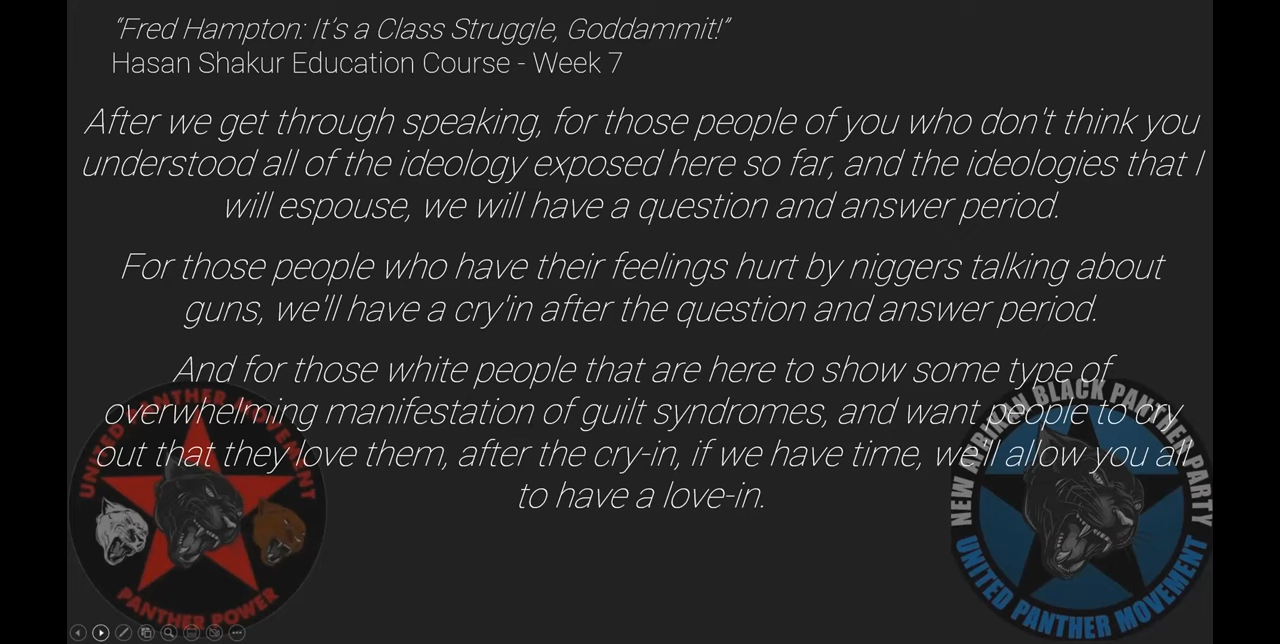 “Fred Hampton: It’s a Class Struggle, Goddammit!”
Hasan Shakur Education Course - Week 7
After we get through speaking, for those people of you who don't think you
understood all of the ideology exposed here so far, and the ideologies that I
will espouse, we will have a question and answer period.
For those people who have their feelings hurt by niggers talking about
guns, we'll have a cry'in after the question and answer period.
And for those white people that are here to show some type of
overwhelming manifestation of guilt syndromes, and want people to cry
out that they love them, after the cry-in, if we have time, we'll allow you all
to have a love-in.
UNITED PANTHER MOVEMENT
PANTHER POWER
NEW AFRIKAN BLACK PANTHER PARTY
UNITED PANTHER MOVEMENT